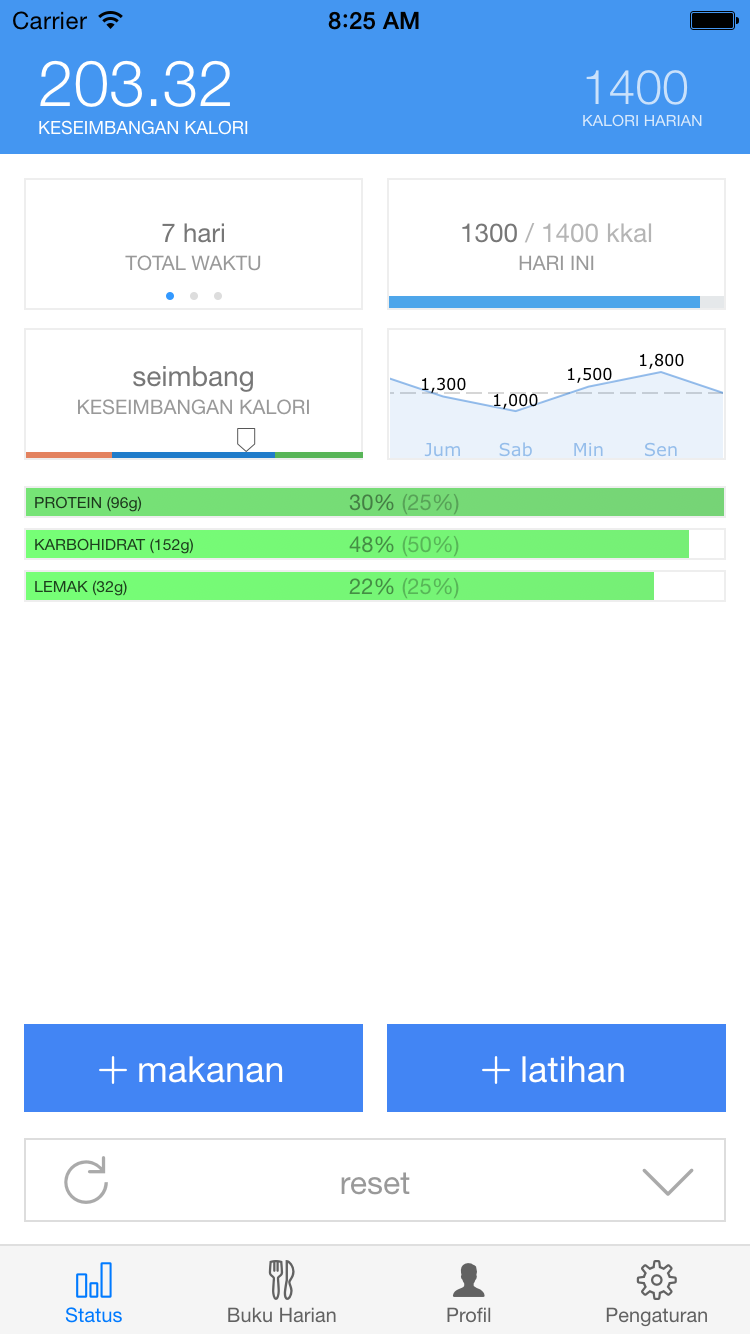 Carrier 8:25 AM
203.32
KESEIMBANGAN KALORI
1400
KALORI HARIAN
7 hari
TOTAL WAKTU
1300 / 1400 kkal
HARI INI
seimbang
KESEIMBANGAN KALORI
1,300
1,000
1,500
1,800
Jum Sab Min Sen
PROTEIN (96g) 30% (25%)
KARBOHIDRAT (152g) 48% (50%)
LEMAK (32g) 22% (25%)
+ makanan
+ latihan
reset
Status Buku Harian Profil Pengaturan